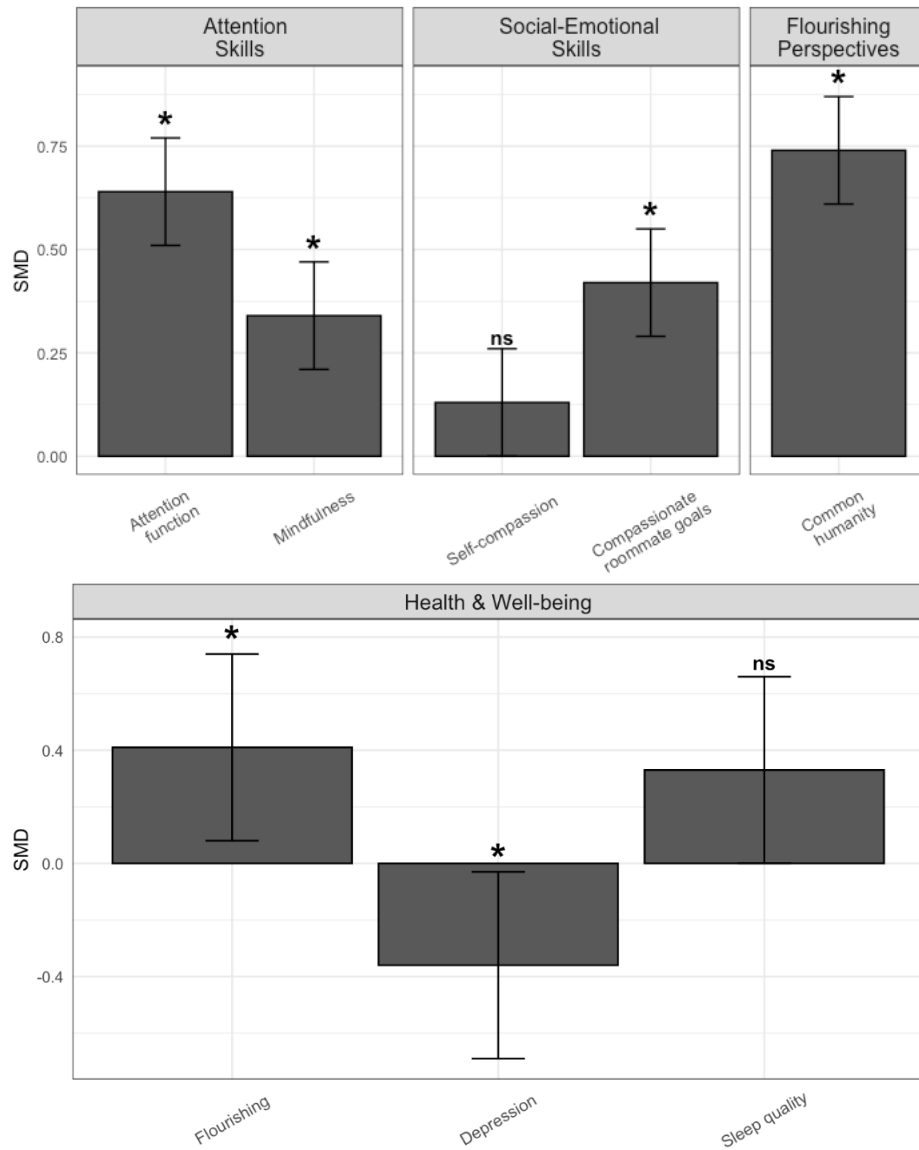 Attention
Skills
Social-Emotional
Skills
Flourishing
Perspectives
*
*
ns
*
*
SMD
0.75
0.50
0.25
0.00
Attention
function
Mindfulness
Self-compassion
Compassionate
roommate goals
Common
humanity
Health & Well-being
*
*
ns
SMD
0.8
0.4
0.0
-0.4
Flourishing
Depression
Sleep quality